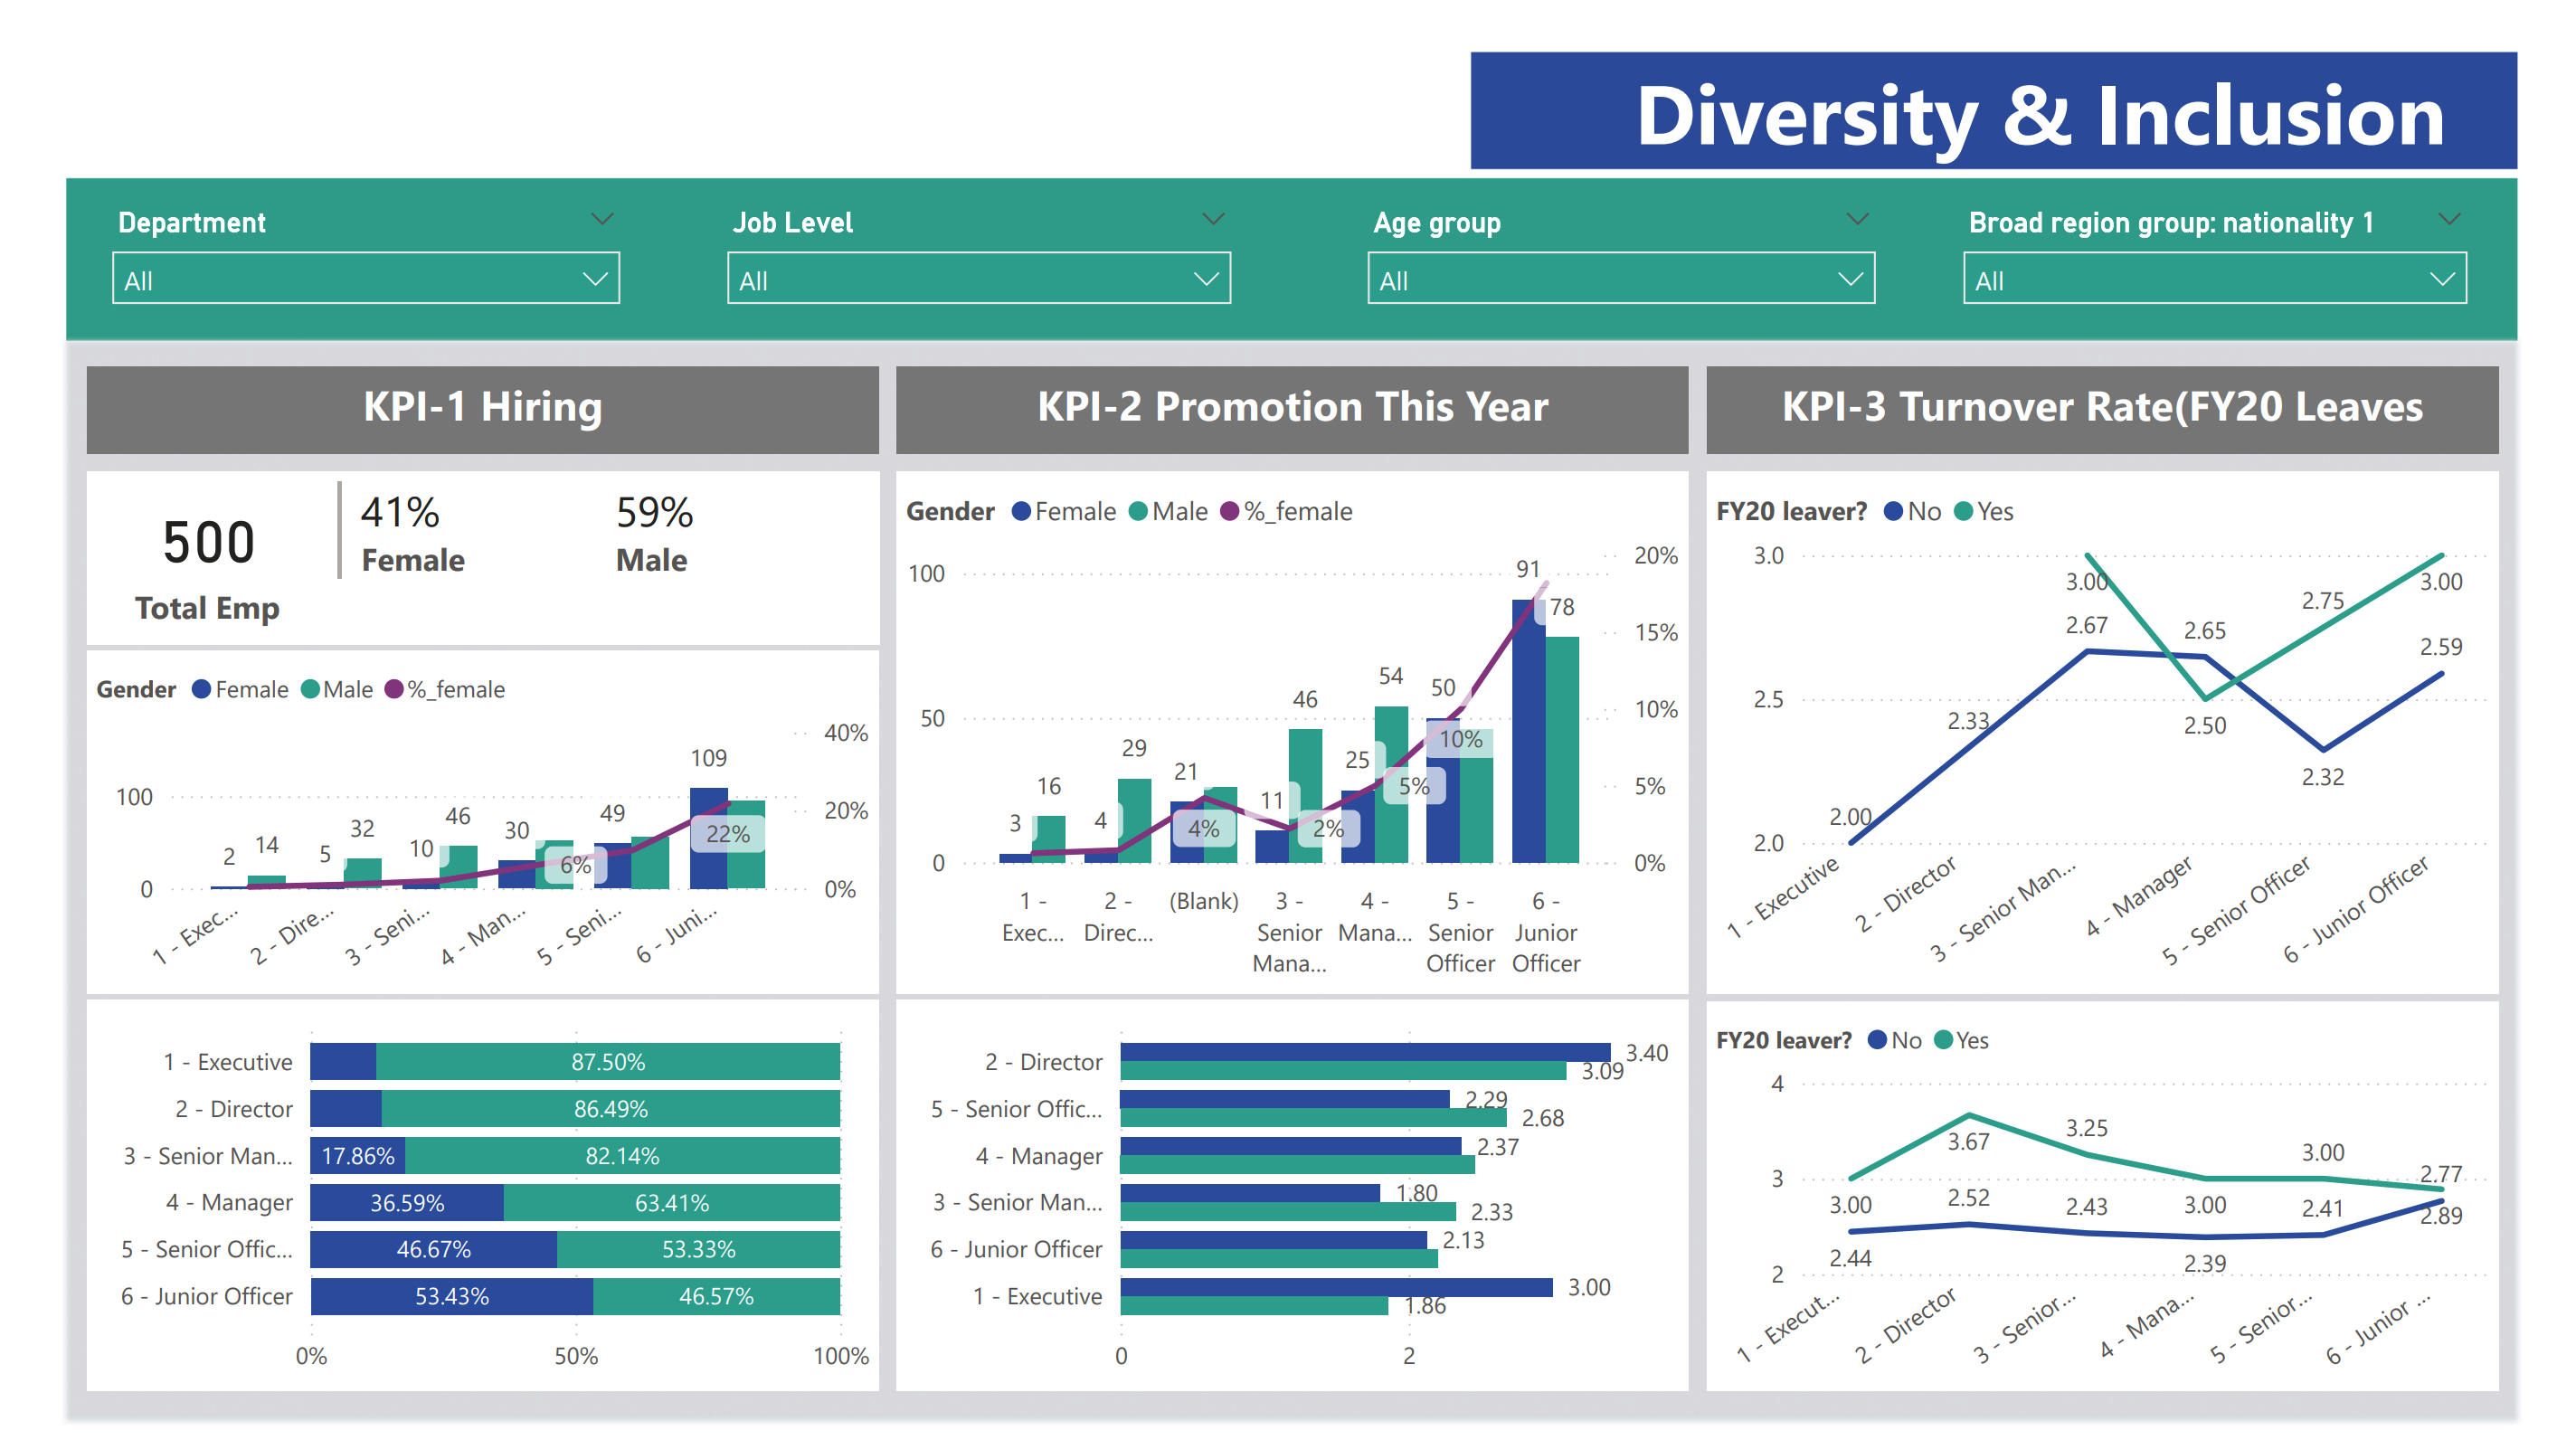 Diversity & Inclusion
Department
Job Level
Age group
Broad region group: nationality 1
All
All
All
All
KPI-1 Hiring
KPI-2 Promotion This Year
KPI-3 Turnover Rate(FY20 Leaves
500
Total Emp
41%
Female
59%
Male
Gender Female Male %_female
40%
20%
0%
100
0
2 14 5 32 10 46 30 49 109
6% 22%
1 - Exec... 2 - Dire... 3 - Seni... 4 - Man... 5 - Seni... 6 - Juni...
1 - Executive 87.50%
2 - Director 86.49%
3 - Senior Man... 17.86% 82.14%
4 - Manager 36.59% 63.41%
5 - Senior Offic... 46.67% 53.33%
6 - Junior Officer 53.43% 46.57%
0% 50% 100%
Gender Female Male %_female
100
50
0
20%
15%
10%
5%
0%
3 16 4 29 21 11 46 25 54 50 91 78
4% 2% 5% 10%
1 - Exec... 2 - Direc... (Blank) 3 - Senior Mana... 4 - Mana... 5 - Senior Officer 6 - Junior Officer
2 - Director 3.40 3.09
5 - Senior Offic... 2.29 2.68
4 - Manager 2.37
3 - Senior Man... 1.80 2.33
6 - Junior Officer 2.13
1 - Executive 3.00 1.86
0 2
FY20 leaver? No Yes
3.0
2.5
2.0
2.00 2.33 3.00 2.67 2.65 2.50 2.75 2.32 3.00 2.59
1 - Executive 2 - Director 3 - Senior Man... 4 - Manager 5 - Senior Officer 6 - Junior Officer
FY20 leaver? No Yes
4
3
2
3.00 2.44 3.67 2.52 3.25 2.43 3.00 2.39 3.00 2.41 2.77 2.89
1 - Execut... 2 - Director 3 - Senior... 4 - Mana... 5 - Senior... 6 - Junior ...